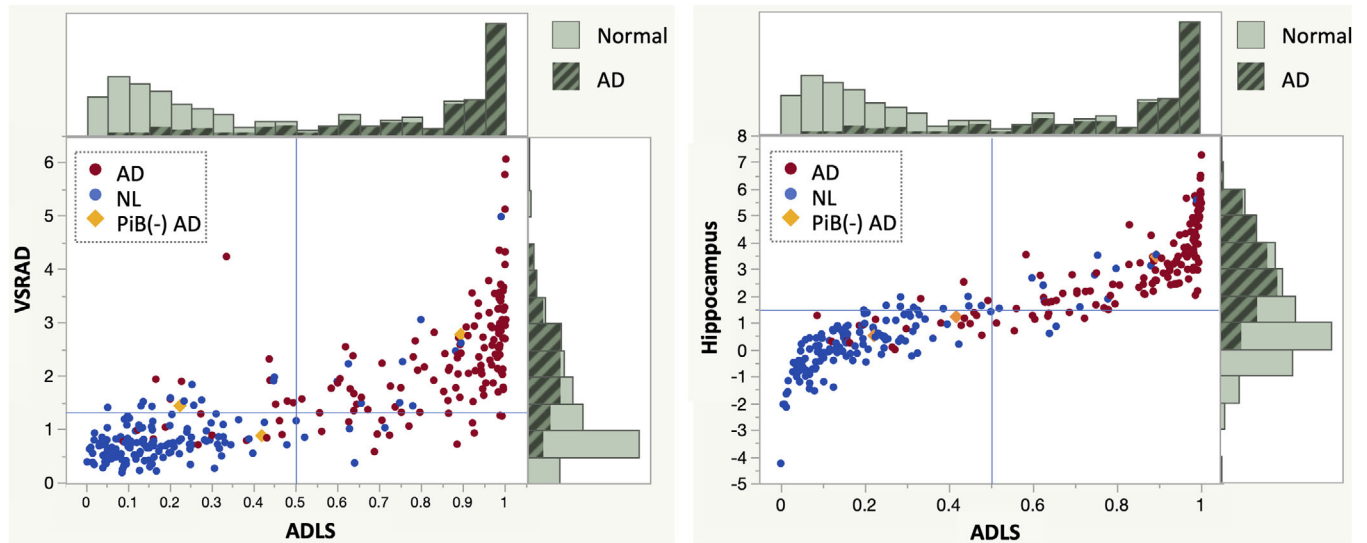 Normal
AD
6
5
4
3
2
1
0
VSRAD
AD
NL
PiB(-) AD
0 0.1 0.2 0.3 0.4 0.5 0.6 0.7 0.8 0.9 1
ADLS
Normal
AD
8
7
6
5
4
3
2
1
0
-1
-2
-3
-4
-5
Hippocampus
AD
NL
PiB(-) AD
0 0.2 0.4 0.6 0.8 1
ADLS